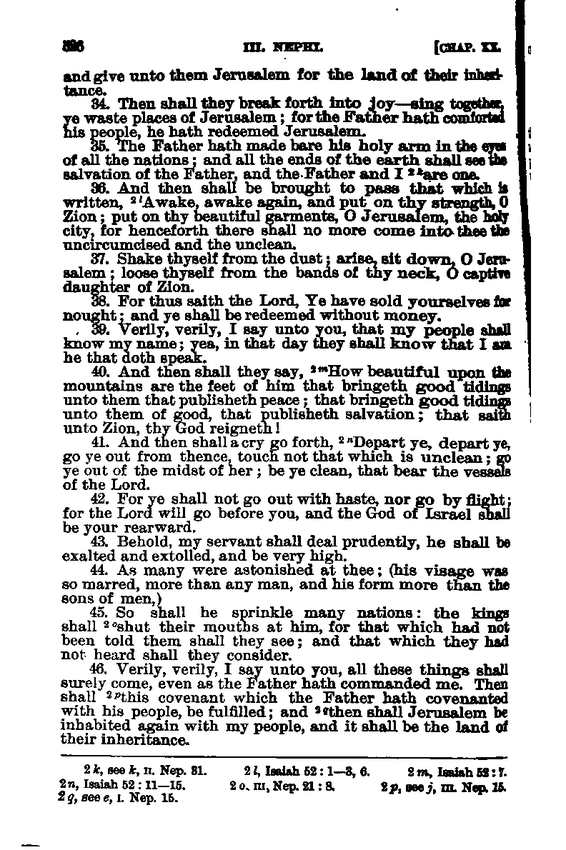 526 III. NEPHI. [CHAP. XX.
and give unto them Jerusalem for the land of their inheri-
tance.
34. Then shall they break forth into joy—sing together,
ye waste places of Jerusalem; for the Father hath comforted
his people, he hath redeemed Jerusalem.
35. The Father hath made bare his holy arm in the eyes
of all the nations; and all the ends of the earth shall see the
salvation of the Father, and the Father and I ²ᵏare one.
36. And then shall be brought to pass that which is
written, ²ˡAwake, awake again, and put on thy strength, O
Zion; put on thy beautiful garments, O Jerusalem, the holy
city, for henceforth there shall no more come into thee the
uncircumcised and the unclean.
37. Shake thyself from the dust; arise, sit down, O Jeru-
salem; loose thyself from the bands of thy neck, O captive
daughter of Zion.
38. For thus saith the Lord, Ye have sold yourselves for
nought; and ye shall be redeemed without money.
39. Verily, verily, I say unto you, that my people shall
know my name; yea, in that day they shall know that I am
he that doth speak.
40. And then shall they say, ²ᵐHow beautiful upon the
mountains are the feet of him that bringeth good tidings
unto them that publisheth peace; that bringeth good tidings
unto them of good, that publisheth salvation; that saith
unto Zion, thy God reigneth!
41. And then shall a cry go forth, ²ⁿDepart ye, depart ye,
go ye out from thence, touch not that which is unclean; go
ye out of the midst of her; be ye clean, that bear the vessels
of the Lord.
42. For ye shall not go out with haste, nor go by flight;
for the Lord will go before you, and the God of Israel shall
be your rearward.
43. Behold, my servant shall deal prudently, he shall be
exalted and extolled, and be very high.
44. As many were astonished at thee; (his visage was
so marred, more than any man, and his form more than the
sons of men,)
45. So shall he sprinkle many nations: the kings
shall ²ᵒshut their mouths at him, for that which had not
been told them shall they see; and that which they had
not heard shall they consider.
46. Verily, verily, I say unto you, all these things shall
surely come, even as the Father hath commanded me. Then
shall ²ᵖthis covenant which the Father hath covenanted
with his people, be fulfilled; and ²qthen shall Jerusalem be
inhabited again with my people, and it shall be the land of
their inheritance.
2 k, see k, II. Nep. 31. 2 l, Isaiah 52:1—3, 6. 2 m, Isaiah 52:7.
2 n, Isaiah 52:11—15. 2 o. III, Nep. 21:8. 2 p, see j, III. Nep. 15.
2 q, see e, I. Nep. 15.